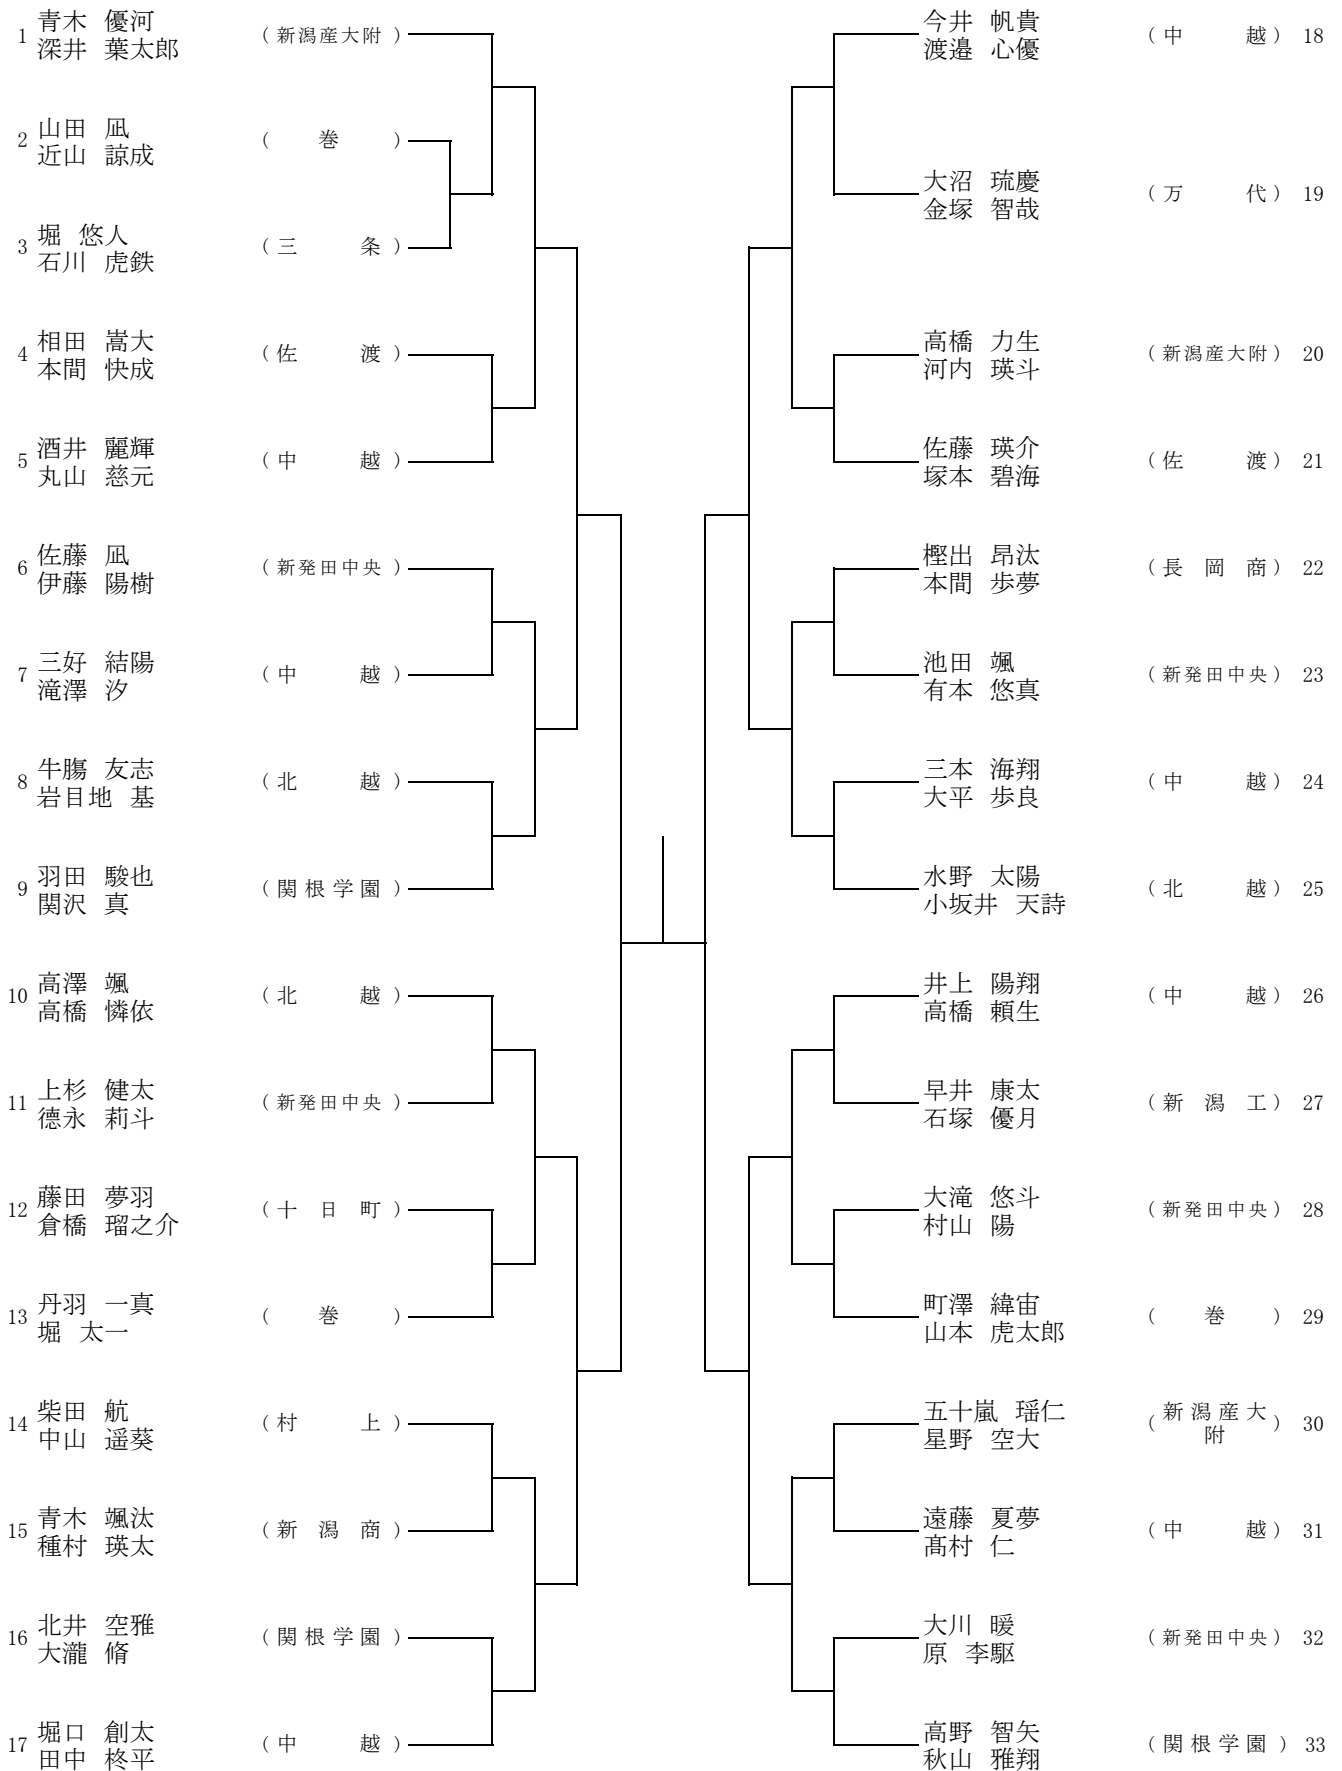 1 青木 優河 (新潟産大附)
深井 葉太郎
2 山田 凪 (巻)
近山 諒成
3 堀 悠人 (三条)
石川 虎鉄
4 相田 嵩大 (佐渡)
本間 快成
5 酒井 麗輝 (中越)
丸山 慈元
6 佐藤 凪 (新発田中央)
伊藤 陽樹
7 三好 結陽 (中越)
滝澤 汐
8 牛膓 友志 (北越)
岩目地 基
9 羽田 駿也 (関根学園)
関沢 真
10 高澤 颯 (北越)
高橋 憐依
11 上杉 健太 (新発田中央)
德永 莉斗
12 藤田 夢羽 (十日町)
倉橋 瑠之介
13 丹羽 一真 (巻)
堀 太一
14 柴田 航 (村上)
中山 遥葵
15 青木 颯汰 (新潟商)
種村 瑛太
16 北井 空雅 (関根学園)
大瀧 脩
17 堀口 創太 (中越)
田中 柊平
今井 帆貴 (中越) 18
渡邉 心優
大沼 琉慶 (万代) 19
金塚 智哉
高橋 力生 (新潟産大附) 20
河内 瑛斗
佐藤 瑛介 (佐渡) 21
塚本 碧海
樫出 昂汰 (長岡商) 22
本間 歩夢
池田 颯 (新発田中央) 23
有本 悠真
三本 海翔 (中越) 24
大平 歩良
水野 太陽 (北越) 25
小坂井 天詩
井上 陽翔 (中越) 26
高橋 頼生
早井 康太 (新潟工) 27
石塚 優月
大滝 悠斗 (新発田中央) 28
村山 陽
町澤 緯宙 (巻) 29
山本 虎太郎
五十嵐 瑶仁 (新潟産大附) 30
星野 空大
遠藤 夏夢 (中越) 31
髙村 仁
大川 暖 (新発田中央) 32
原 李駆
高野 智矢 (関根学園) 33
秋山 雅翔